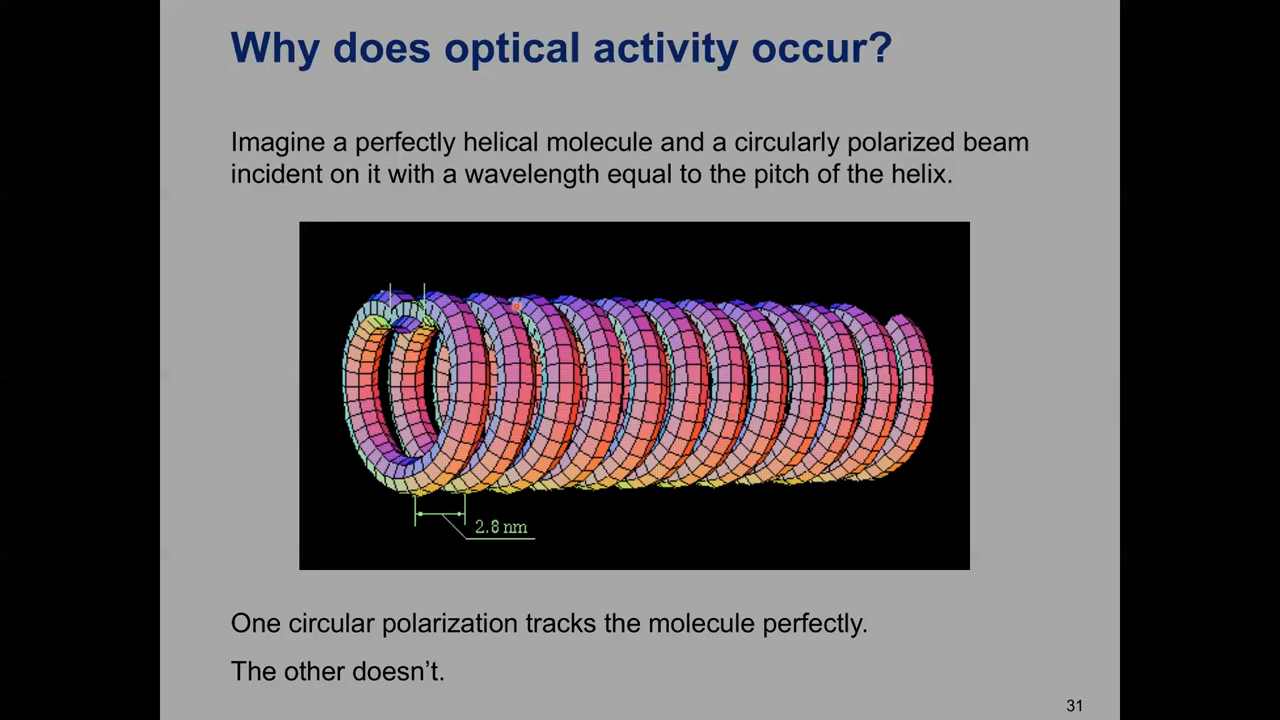 Why does optical activity occur?
Imagine a perfectly helical molecule and a circularly polarized beam
incident on it with a wavelength equal to the pitch of the helix.
2.8 nm
One circular polarization tracks the molecule perfectly.
The other doesn’t.
31